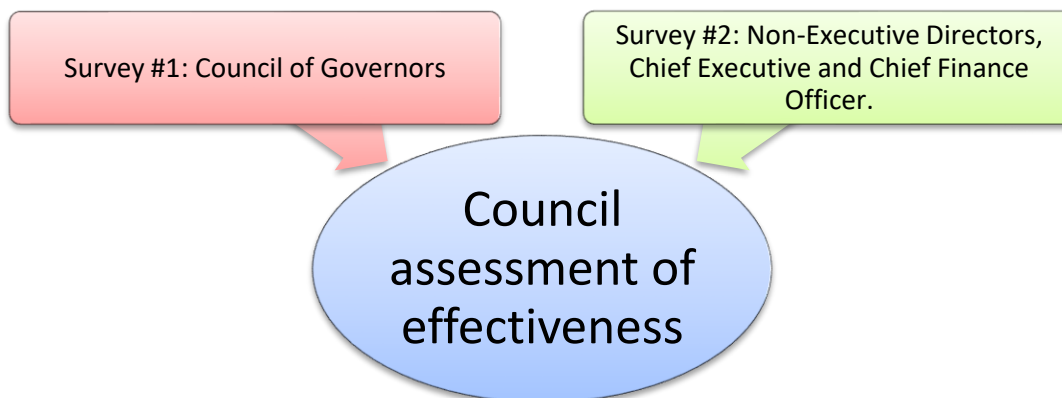 Survey #1: Council of Governors
Survey #2: Non-Executive Directors,
Chief Executive and Chief Finance
Officer.
Council
assessment of
effectiveness